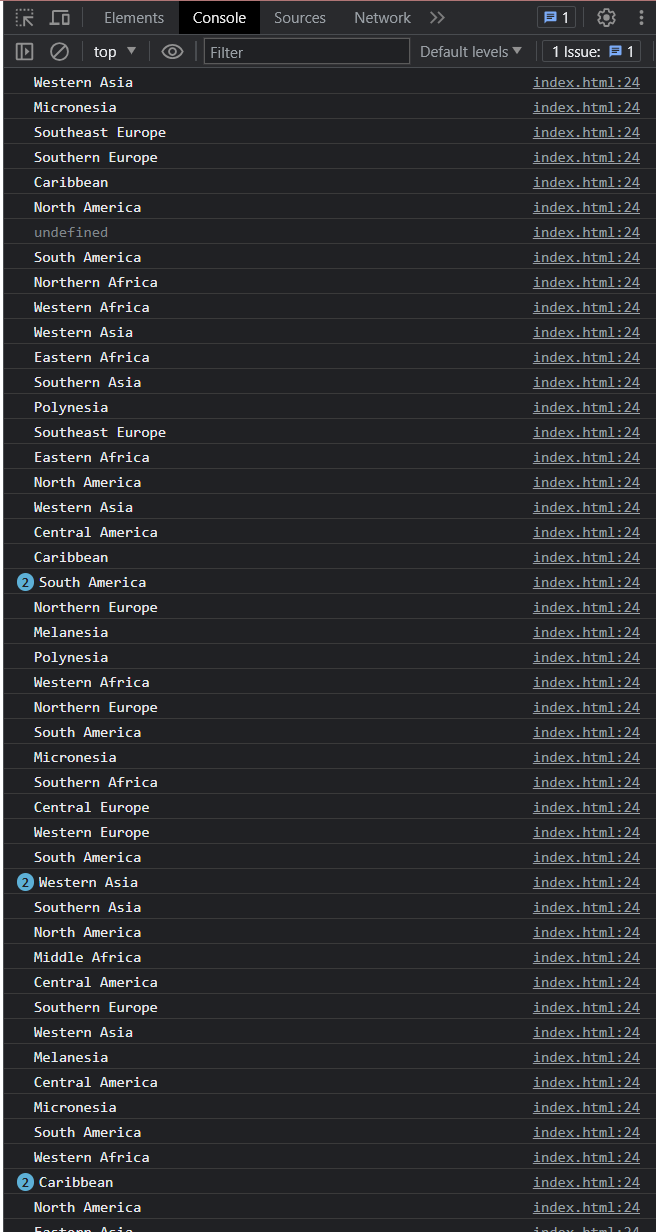 Elements Console Sources Network 1
top Filter Default levels 1 Issue: 1
Western Asia index.html:24
Micronesia index.html:24
Southeast Europe index.html:24
Southern Europe index.html:24
Caribbean index.html:24
North America index.html:24
undefined index.html:24
South America index.html:24
Northern Africa index.html:24
Western Africa index.html:24
Western Asia index.html:24
Eastern Africa index.html:24
Southern Asia index.html:24
Polynesia index.html:24
Southeast Europe index.html:24
Eastern Africa index.html:24
North America index.html:24
Western Asia index.html:24
Central America index.html:24
Caribbean index.html:24
2 South America index.html:24
Northern Europe index.html:24
Melanesia index.html:24
Polynesia index.html:24
Western Africa index.html:24
Northern Europe index.html:24
South America index.html:24
Micronesia index.html:24
Southern Africa index.html:24
Central Europe index.html:24
Western Europe index.html:24
South America index.html:24
2 Western Asia index.html:24
Southern Asia index.html:24
North America index.html:24
Middle Africa index.html:24
Central America index.html:24
Southern Europe index.html:24
Western Asia index.html:24
Melanesia index.html:24
Central America index.html:24
Micronesia index.html:24
South America index.html:24
Western Africa index.html:24
2 Caribbean index.html:24
North America index.html:24
Eastern Asia index.html:24